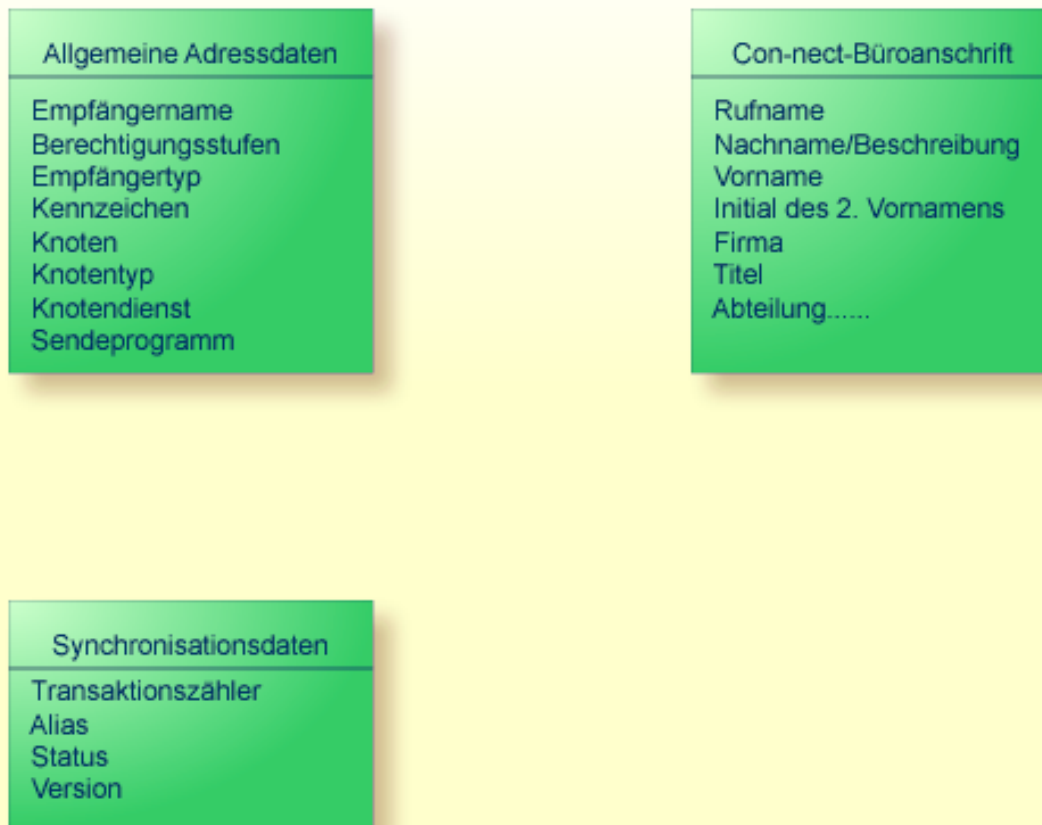 Allgemeine Adressdaten
Empfängername
Berechtigungsstufen
Empfängertyp
Kennzeichen
Knoten
Knotentyp
Knotendienst
Sendeprogramm
Con-nect-Büroanschrift
Rufname
Nachname/Beschreibung
Vorname
Initial des 2. Vornamens
Firma
Titel
Abteilung......
Synchronisationsdaten
Transaktionszähler
Alias
Status
Version